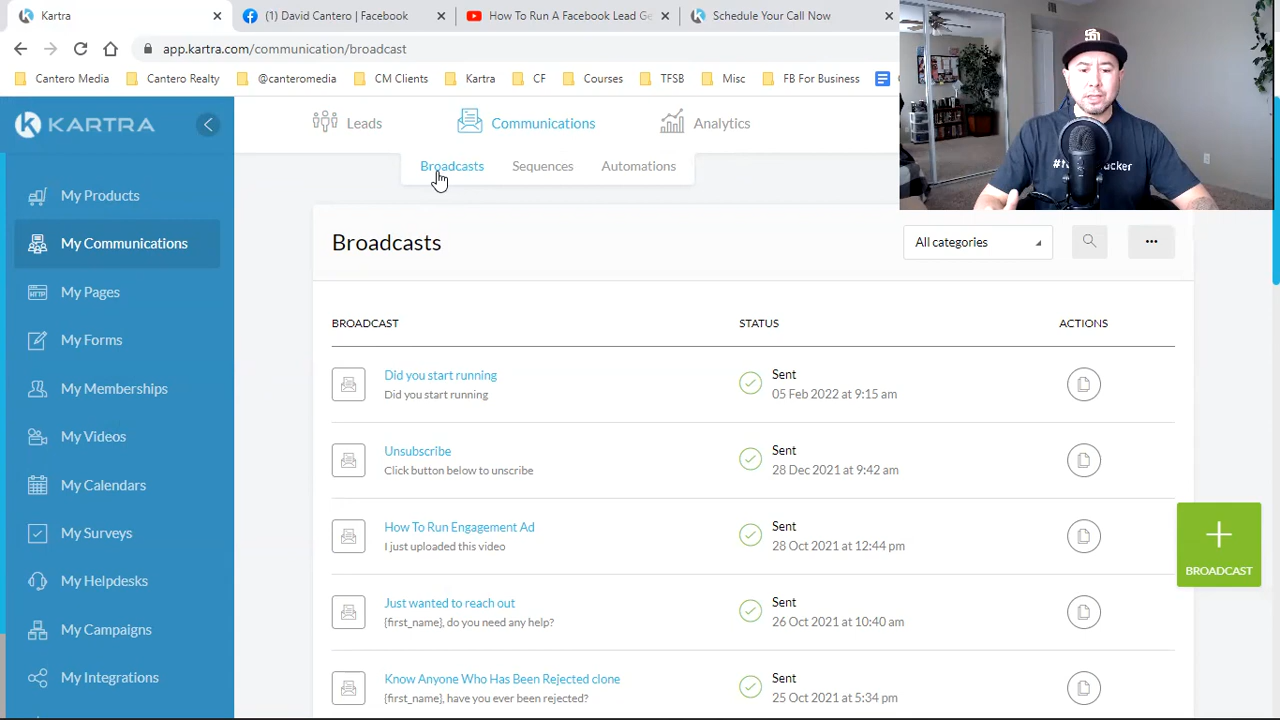 Kartra
(1) David Cantero | Facebook
How To Run A Facebook Lead Ge
Schedule Your Call Now
app.kartra.com/communication/broadcast
Cantero Media
Cantero Realty
@canteromedia
CM Clients
Kartra
CF
Courses
TFSB
Misc
FB For Business
KARTRA
Leads
Communications
Analytics
Broadcasts
Sequences
Automations
My Products
My Communications
My Pages
My Forms
My Memberships
My Videos
My Calendars
My Surveys
My Helpdesks
My Campaigns
My Integrations
Broadcasts
All categories
BROADCAST
STATUS
ACTIONS
Did you start running
Did you start running
Sent
05 Feb 2022 at 9:15 am
Unsubscribe
Click button below to unscribe
Sent
28 Dec 2021 at 9:42 am
How To Run Engagement Ad
I just uploaded this video
Sent
28 Oct 2021 at 12:44 pm
Just wanted to reach out
[first_name], do you need any help?
Sent
26 Oct 2021 at 10:40 am
Know Anyone Who Has Been Rejected clone
[first_name], have you ever been rejected?
Sent
25 Oct 2021 at 5:34 pm
BROADCAST